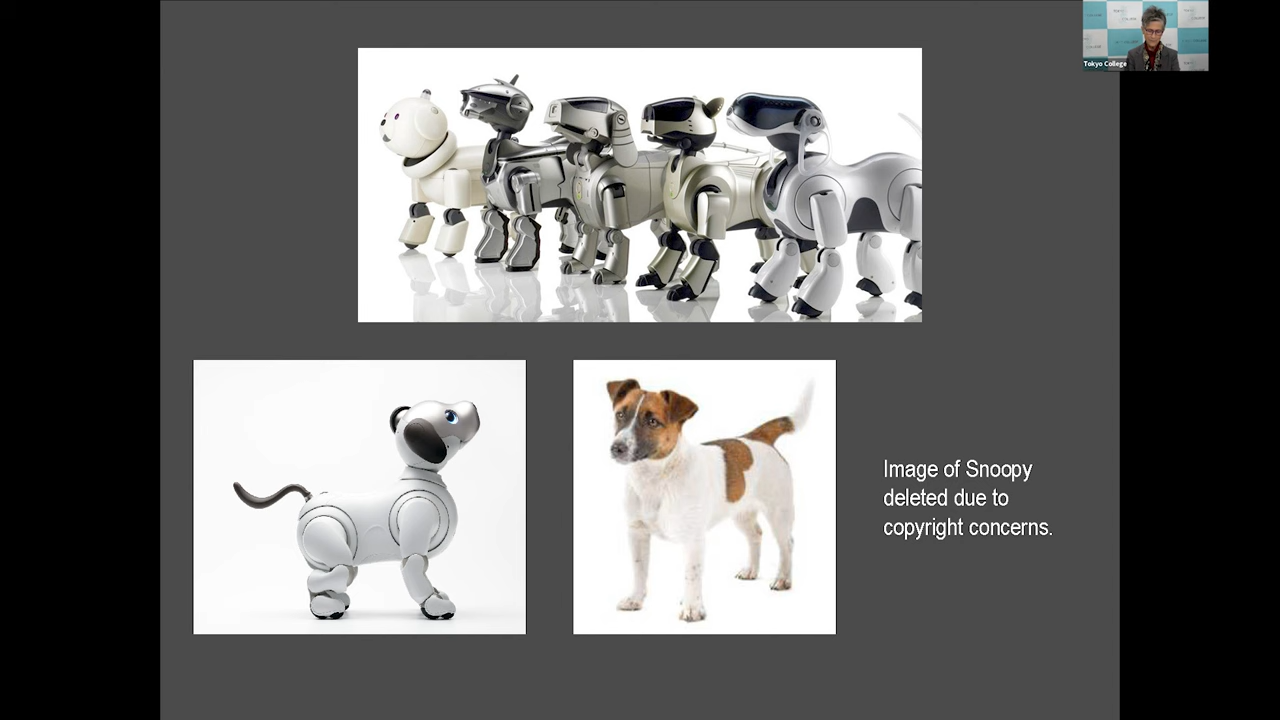 Tokyo College
Image of Snoopy
deleted due to
copyright concerns.